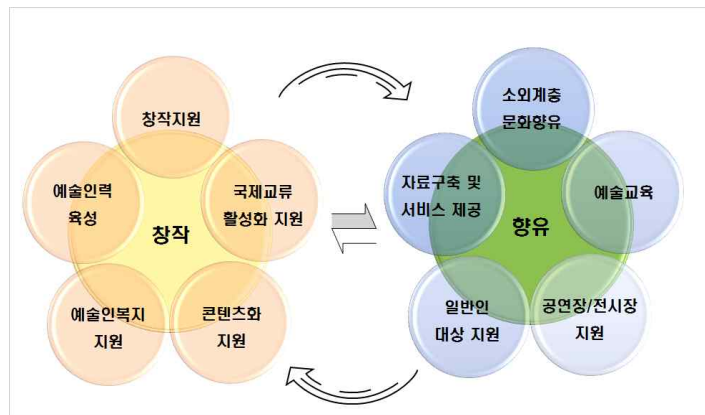 창작지원
예술인력
육성
국제교류
활성화 지원
창작
예술인복지
지원
콘텐츠화
지원
소외계층
문화향유
자료구축 및
서비스 제공
예술교육
향유
일반인
대상 지원
공연장/전시장
지원